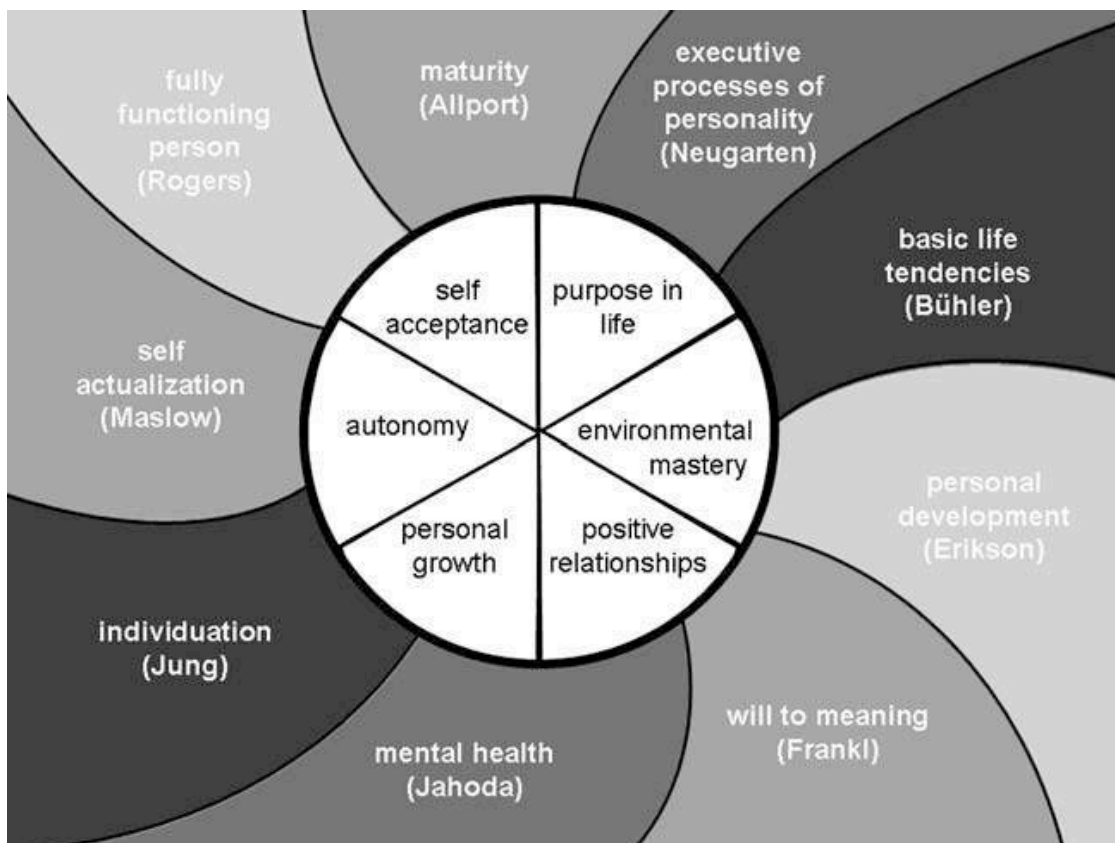 fully
functioning
person
(Rogers)
maturity
(Allport)
executive
processes of
personality
(Neugarten)
basic life
tendencies
(Bühler)
self
actualization
(Maslow)
self
acceptance
purpose in
life
autonomy
environmental
mastery
personal
growth
positive
relationships
personal
development
(Erikson)
individuation
(Jung)
mental health
(Jahoda)
will to meaning
(Frankl)